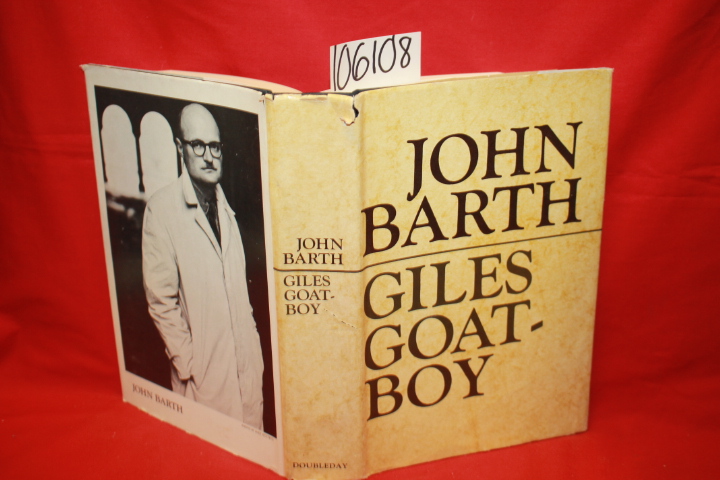 106108
JOHN BARTH
JOHN
BARTH
GILES
GOAT-
BOY
DOUBLEDAY
JOHN
BARTH
GILES
GOAT-
BOY